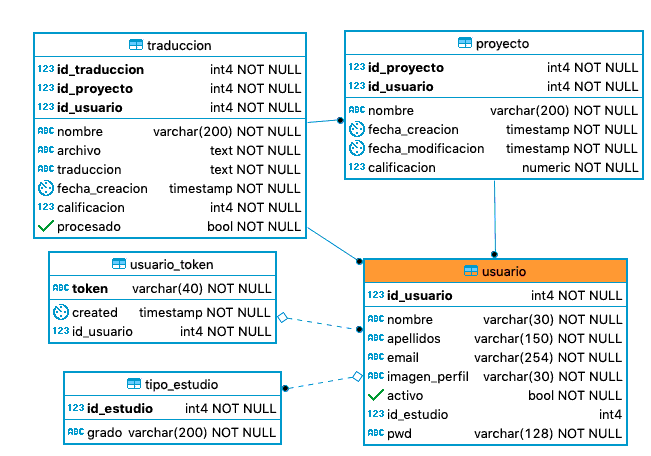 traduccion
123 id_traduccion int4 NOT NULL
123 id_proyecto int4 NOT NULL
123 id_usuario int4 NOT NULL
ABC nombre varchar(200) NOT NULL
ABC archivo text NOT NULL
ABC traduccion text NOT NULL
fecha_creacion timestamp NOT NULL
123 calificacion int4 NOT NULL
procesado bool NOT NULL
proyecto
123 id_proyecto int4 NOT NULL
123 id_usuario int4 NOT NULL
ABC nombre varchar(200) NOT NULL
fecha_creacion timestamp NOT NULL
fecha_modificacion timestamp NOT NULL
123 calificacion numeric NOT NULL
usuario_token
ABC token varchar(40) NOT NULL
created timestamp NOT NULL
123 id_usuario int4 NOT NULL
usuario
123 id_usuario int4 NOT NULL
ABC nombre varchar(30) NOT NULL
ABC apellidos varchar(150) NOT NULL
ABC email varchar(254) NOT NULL
ABC imagen_perfil varchar(30) NOT NULL
activo bool NOT NULL
123 id_estudio int4
ABC pwd varchar(128) NOT NULL
tipo_estudio
123 id_estudio int4 NOT NULL
ABC grado varchar(200) NOT NULL